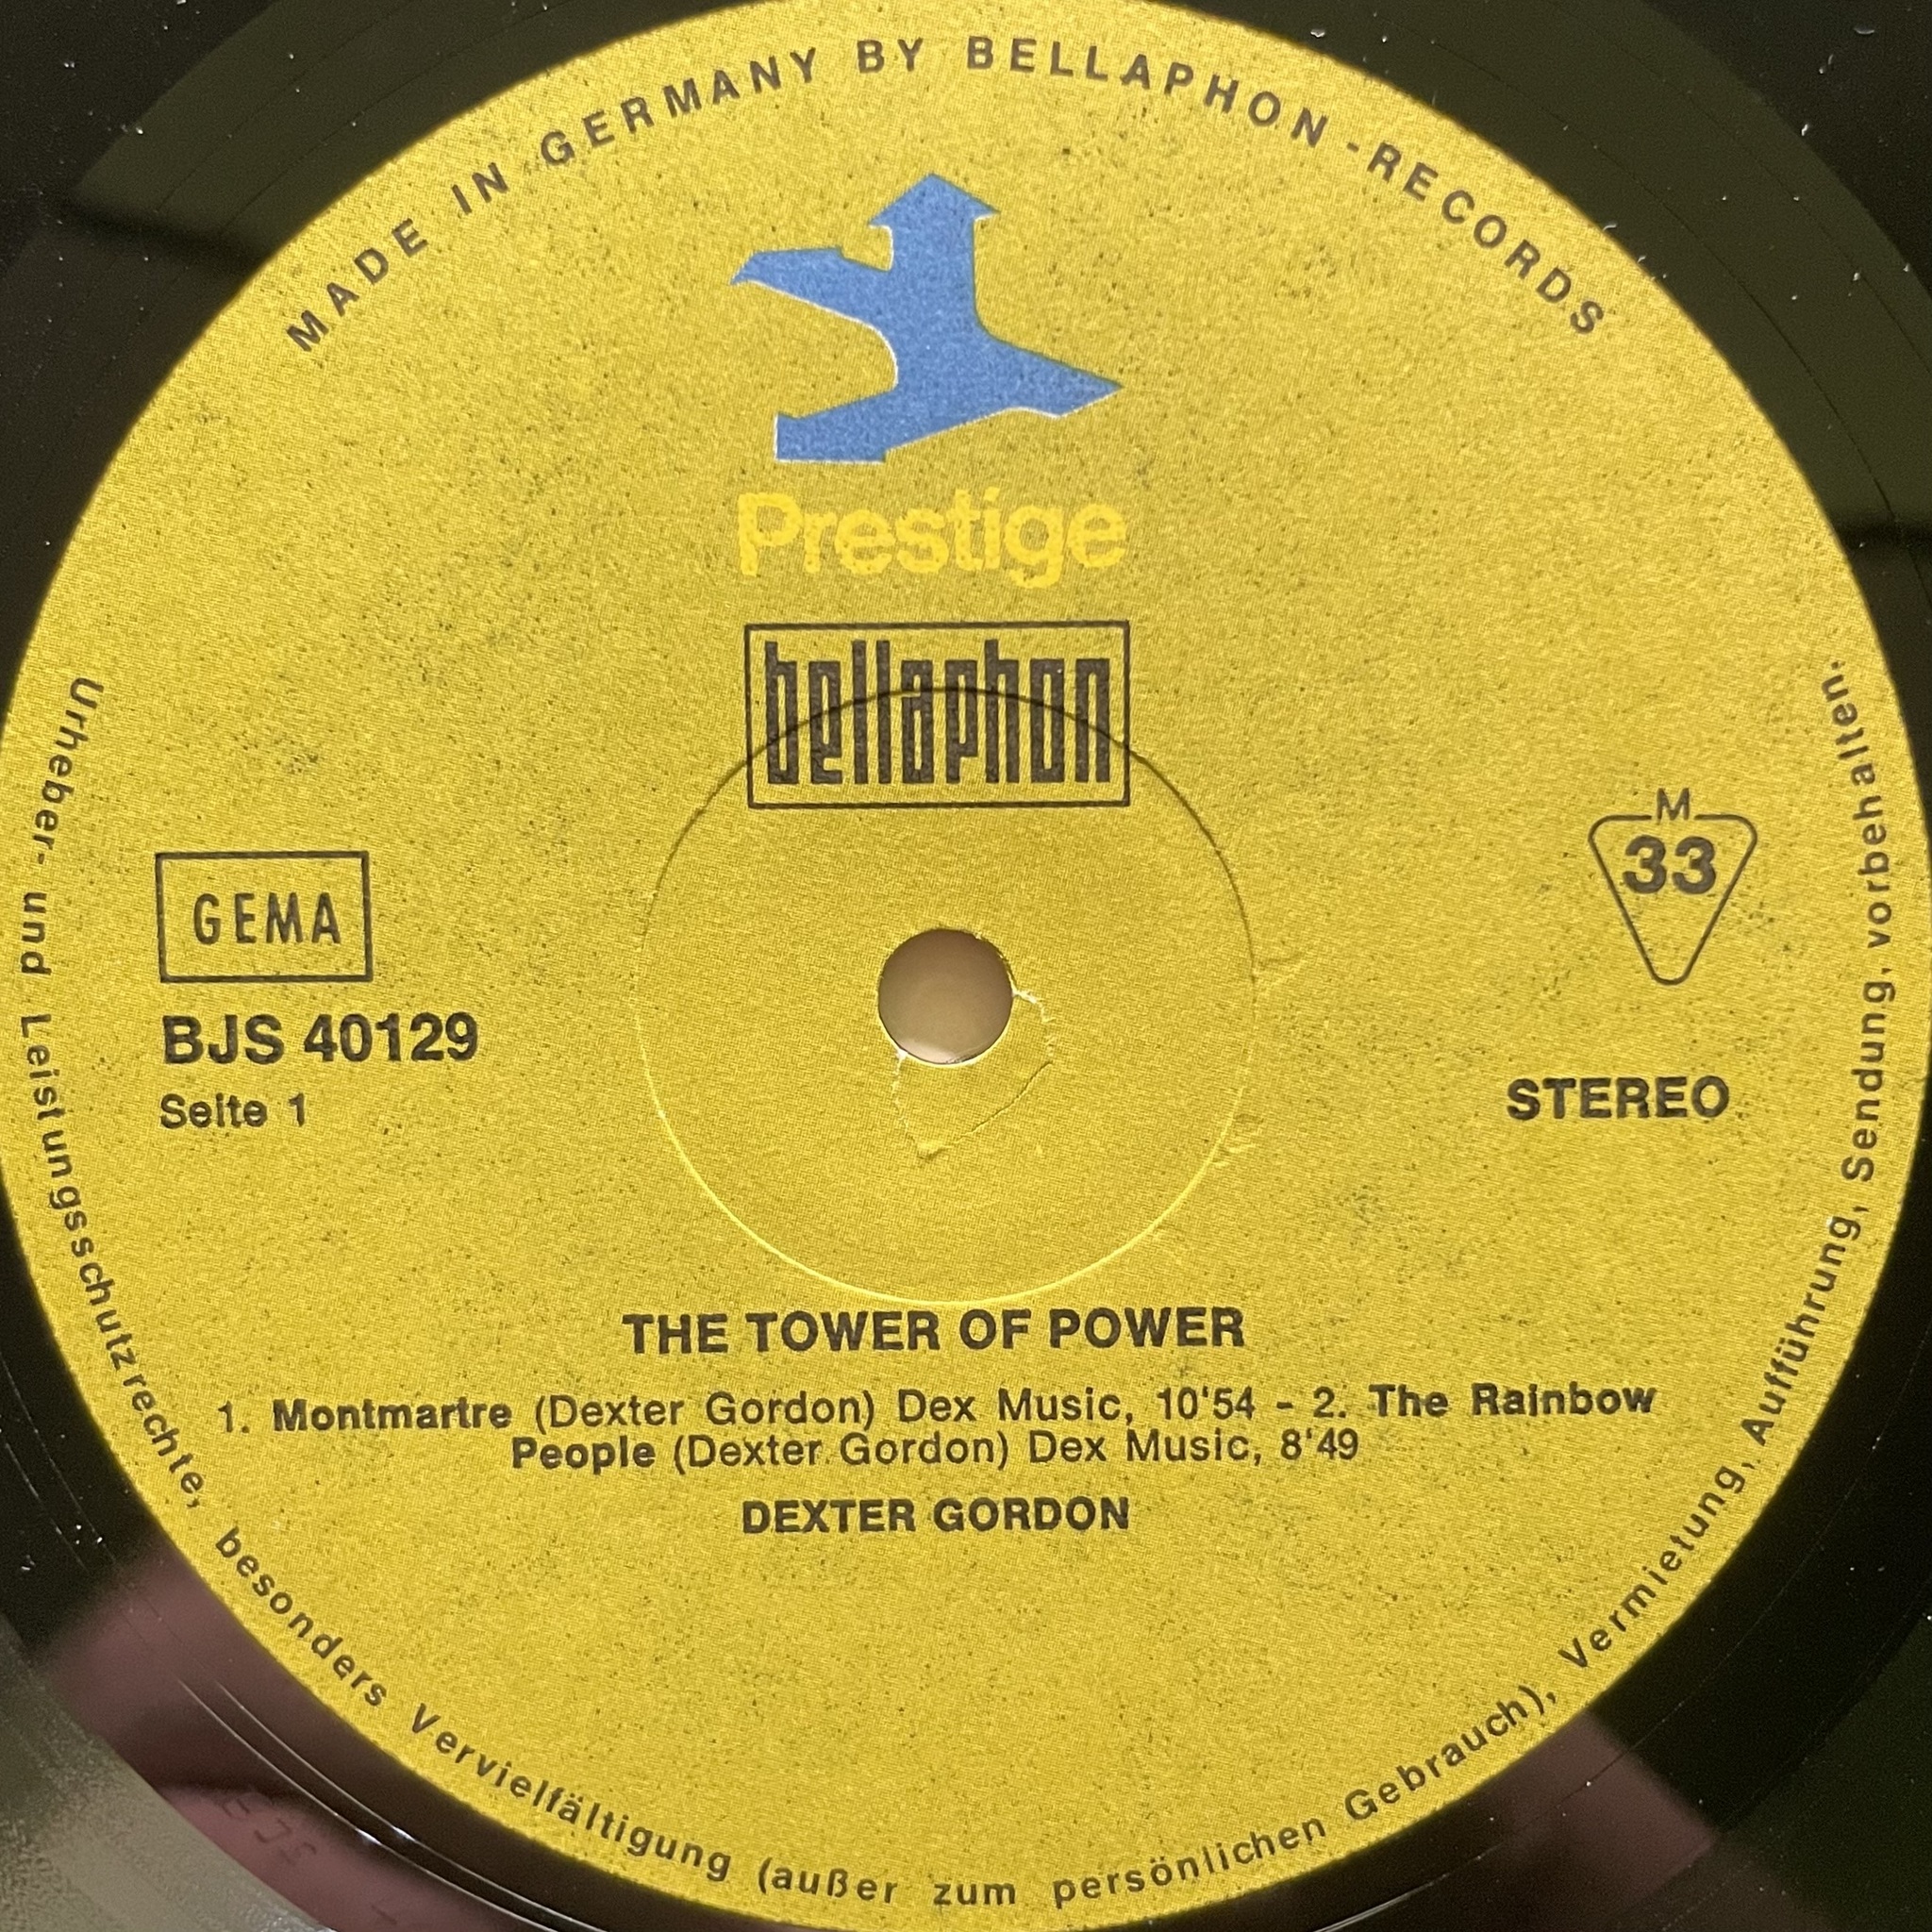 MADE IN GERMANY BY BELLAPHON-RECORDS
Prestige
bellaphon
GEMA
M
33
BJS 40129
Seite 1
STEREO
THE TOWER OF POWER
1. Montmartre (Dexter Gordon) Dex Music, 10'54 - 2. The Rainbow
People (Dexter Gordon) Dex Music, 8'49
DEXTER GORDON
Urheber- und Leistungsschutzrechte, besonders Vervielfältigung (außer zum persönlichen Gebrauch), Vermietung, Aufführung, Sendung, vorbehalten.